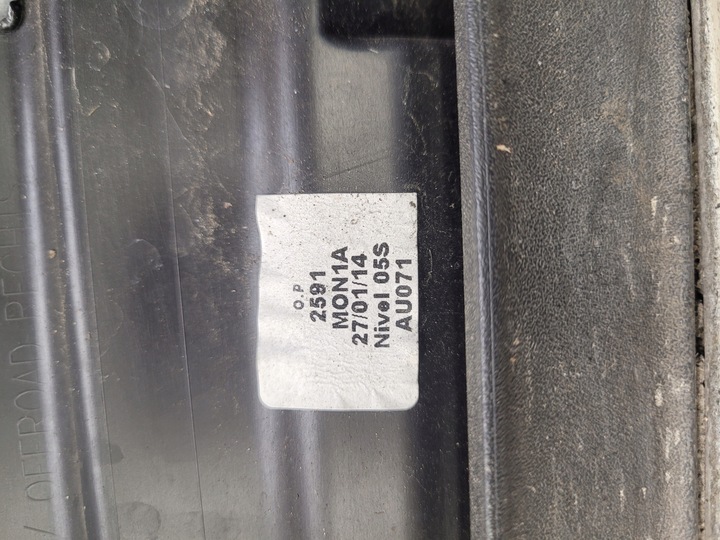 O.P
2591
MON1A
27/01/14
Nivel 05S
AU071
OFFROAD